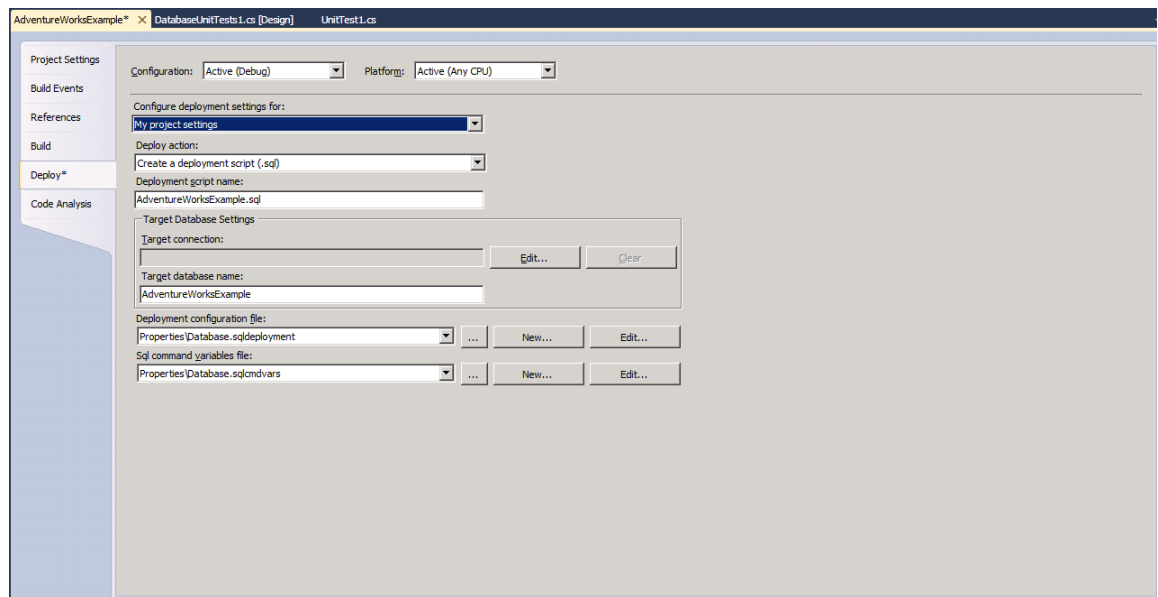 AdventureWorksExample* DatabaseUnitTests1.cs [Design] UnitTest1.cs
Project Settings
Build Events
References
Build
Deploy*
Code Analysis
Configuration: Active (Debug) Platform: Active (Any CPU)
Configure deployment settings for:
My project settings
Deploy action:
Create a deployment script (.sql)
Deployment script name:
AdventureWorksExample.sql
Target Database Settings
Target connection:
Edit... Clear
Target database name:
AdventureWorksExample
Deployment configuration file:
Properties\Database.sqldeployment ... New... Edit...
Sql command variables file:
Properties\Database.sqlcmdvars ... New... Edit...